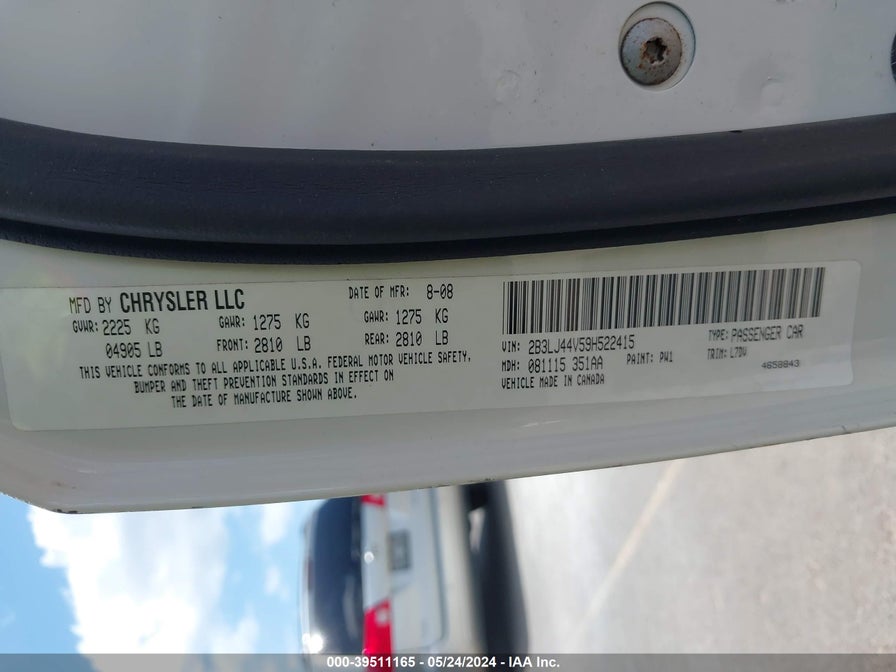 MFD BY CHRYSLER LLC DATE OF MFR: 8-08
GVWR: 2225 KG GAWR: 1275 KG GAWR: 1275 KG
04905 LB FRONT: 2810 LB REAR: 2810 LB
THIS VEHICLE CONFORMS TO ALL APPLICABLE U.S.A. FEDERAL MOTOR VEHICLE SAFETY.
BUMPER AND THEFT PREVENTION STANDARDS IN EFFECT ON
THE DATE OF MANUFACTURE SHOWN ABOVE.
VIN: 2B3LJ44V59H522415 TYPE: PASSENGER CAR
MDH: 081115 351AA PAINT: PW1 TRIM: L7DV
VEHICLE MADE IN CANADA 4658843
000-39511165 - 05/24/2024 - IAA Inc.